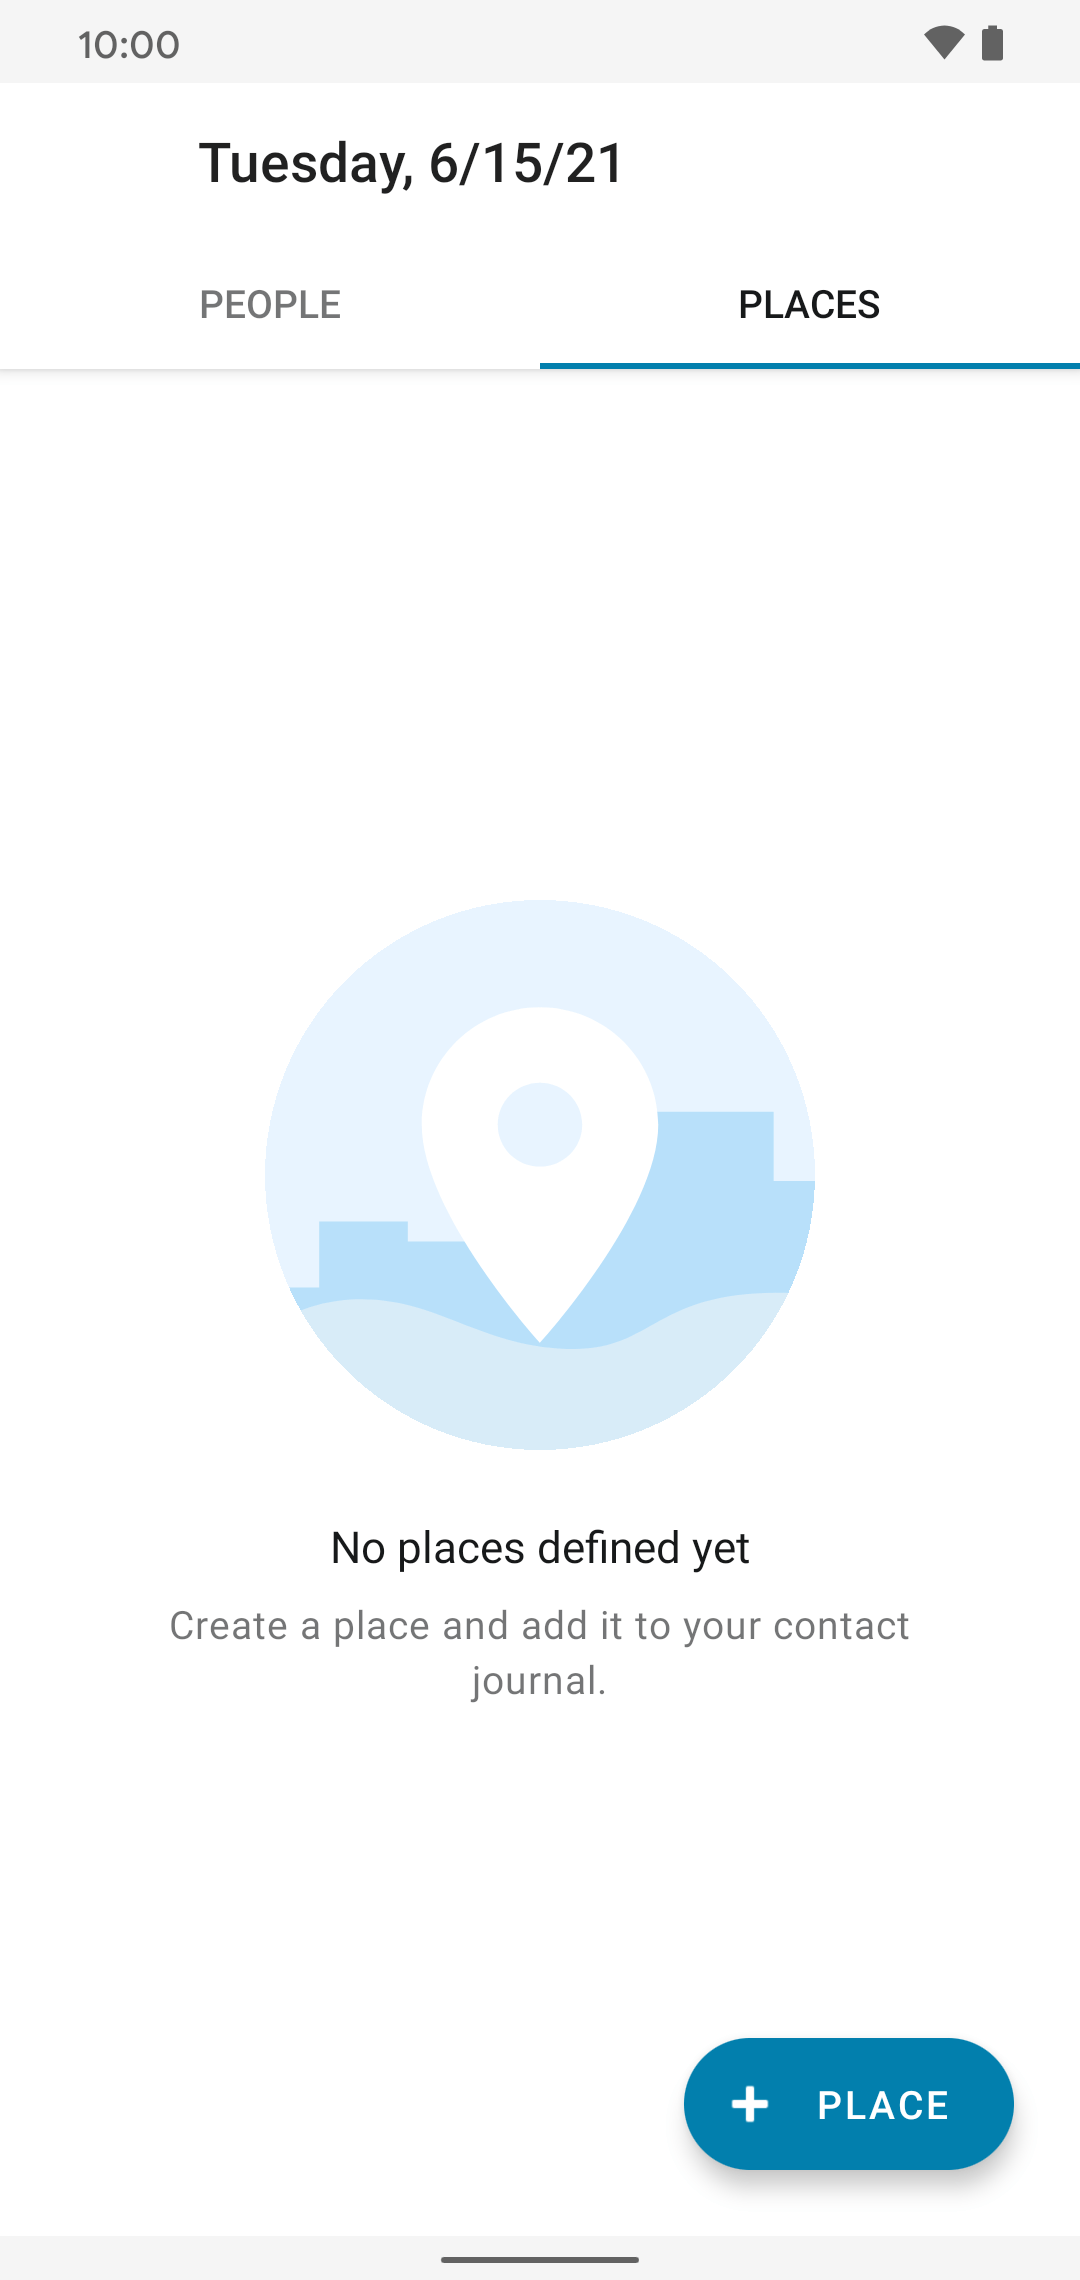 10:00
Tuesday, 6/15/21
PEOPLE
PLACES
No places defined yet
Create a place and add it to your contact
journal.
PLACE